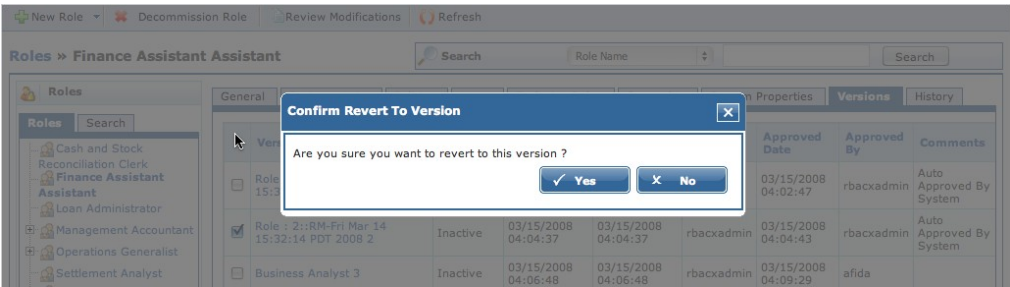 New Role Decommission Role Review Modifications Refresh
Roles » Finance Assistant Assistant
Search Role Name Search
Roles
General Properties Versions History
Roles Search
Confirm Revert To Version
Are you sure you want to revert to this version ?
Yes No
Approved Date Approved By Comments
Cash and Stock Reconciliation Clerk
Finance Assistant Assistant
Loan Administrator
Management Accountant
Operations Generalist
Settlement Analyst
Role
03/15/2008 04:02:47 rbacxadmin Auto Approved By System
Role : 2::RM-Fri Mar 14 15:32:14 PDT 2008 2 Inactive 03/15/2008 04:04:37 03/15/2008 04:04:37 rbacxadmin 03/15/2008 04:04:43 rbacxadmin Auto Approved By System
Business Analyst 3 Inactive 03/15/2008 04:06:48 03/15/2008 04:06:48 rbacxadmin 03/15/2008 04:09:29 afida